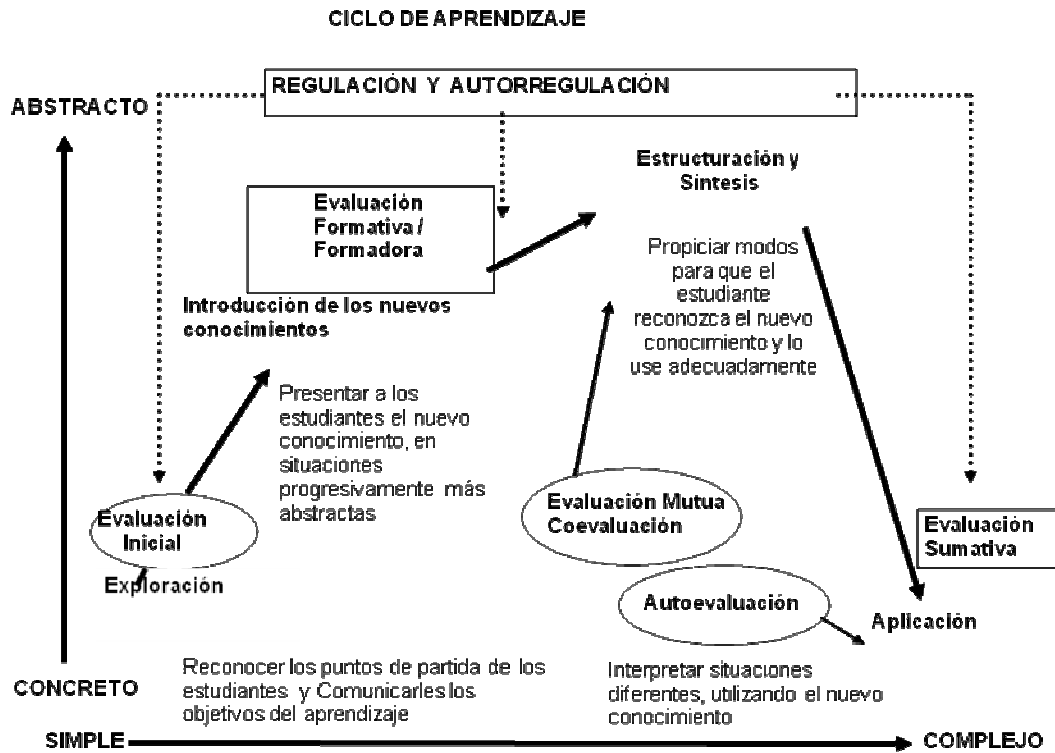 CICLO DE APRENDIZAJE
REGULACIÓN Y AUTORREGULACIÓN
ABSTRACTO
Estructuración y
Síntesis
Evaluación
Formativa /
Formadora
Propiciar modos
para que el
estudiante
reconozca el nuevo
conocimiento y lo
use adecuadamente
Introducción de los nuevos
conocimientos
Presentar a los
estudiantes el nuevo
conocimiento, en
situaciones
progresivamente más
abstractas
Evaluación
Inicial
Exploración
Evaluación Mutua
Coevaluación
Evaluación
Sumativa
Autoevaluación
Aplicación
Reconocer los puntos de partida de los
estudiantes y Comunicarles los
objetivos del aprendizaje
Interpretar situaciones
diferentes, utilizando el nuevo
conocimiento
CONCRETO
SIMPLE
COMPLEJO